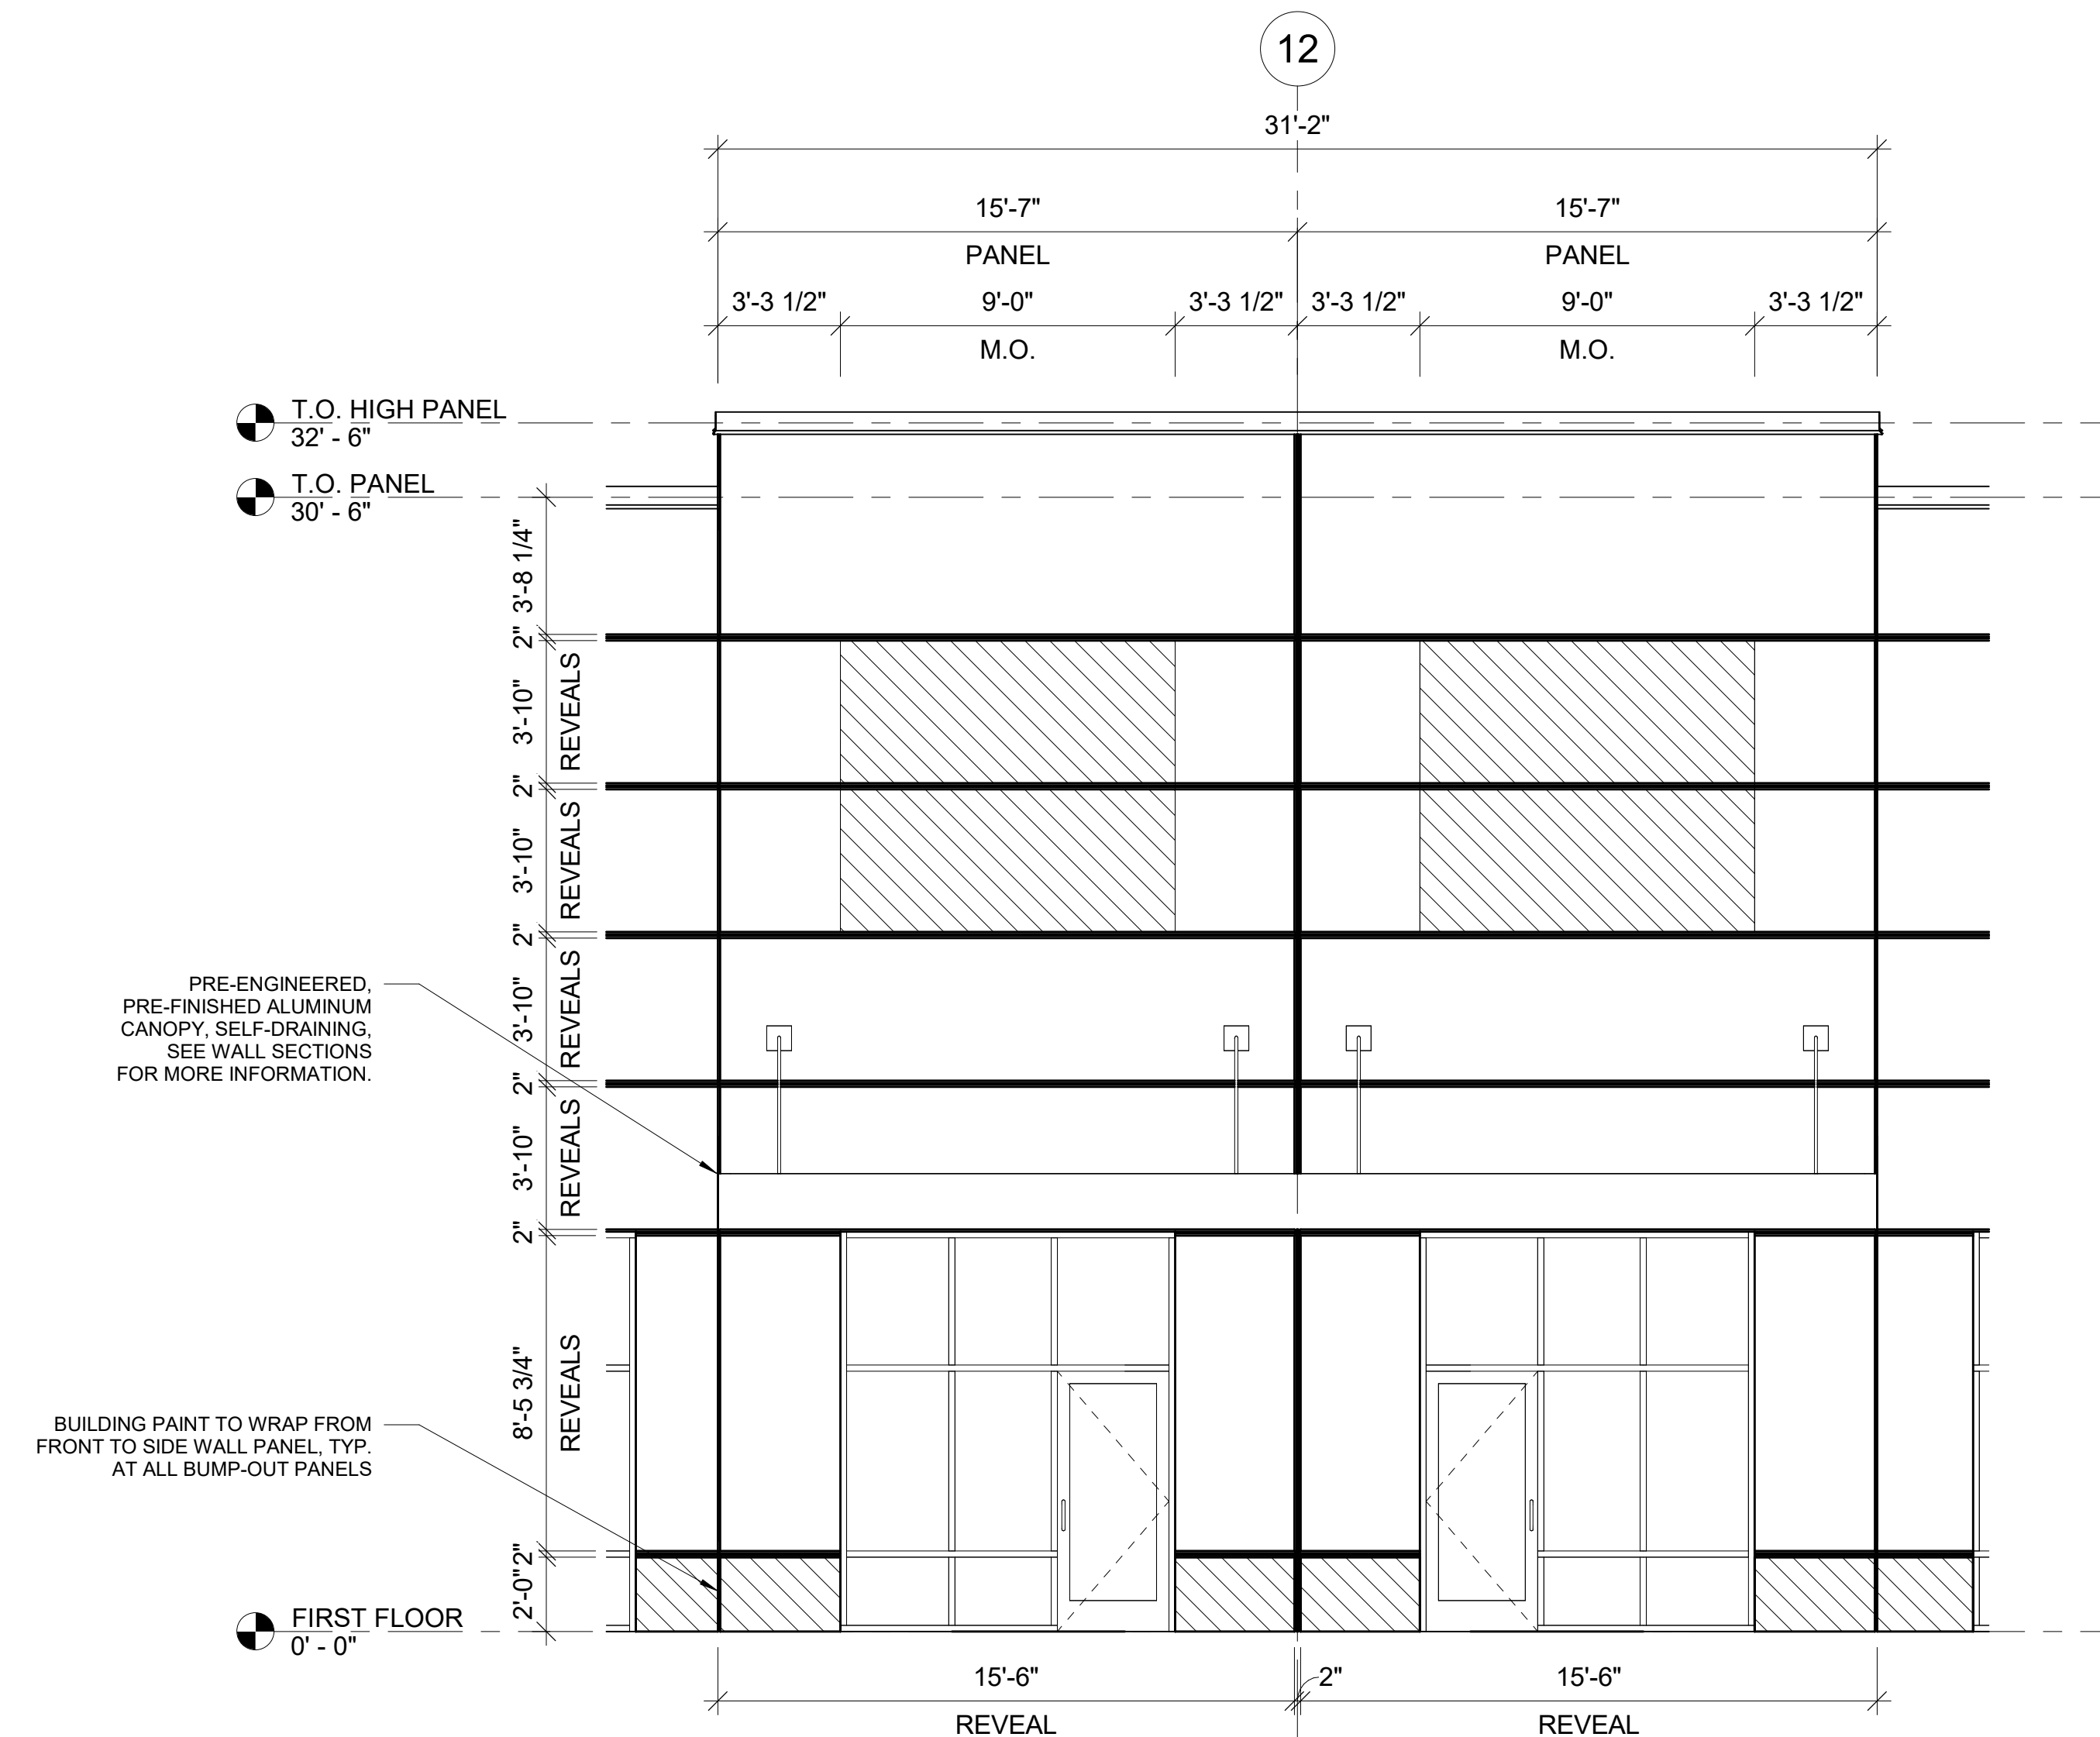 12
31'-2"
15'-7"
15'-7"
PANEL
PANEL
3'-3 1/2"
9'-0"
3'-3 1/2"
3'-3 1/2"
9'-0"
3'-3 1/2"
M.O.
M.O.
T.O. HIGH PANEL
32' - 6"
T.O. PANEL
30' - 6"
3'-8 1/4"
2"
3'-10"
REVEALS
2"
3'-10"
REVEALS
2"
3'-10"
REVEALS
2"
3'-10"
REVEALS
2"
8'-5 3/4"
REVEALS
2"
2'-0"
PRE-ENGINEERED,
PRE-FINISHED ALUMINUM
CANOPY, SELF-DRAINING,
SEE WALL SECTIONS
FOR MORE INFORMATION.
BUILDING PAINT TO WRAP FROM
FRONT TO SIDE WALL PANEL, TYP.
AT ALL BUMP-OUT PANELS
FIRST FLOOR
0' - 0"
15'-6"
2"
15'-6"
REVEAL
REVEAL